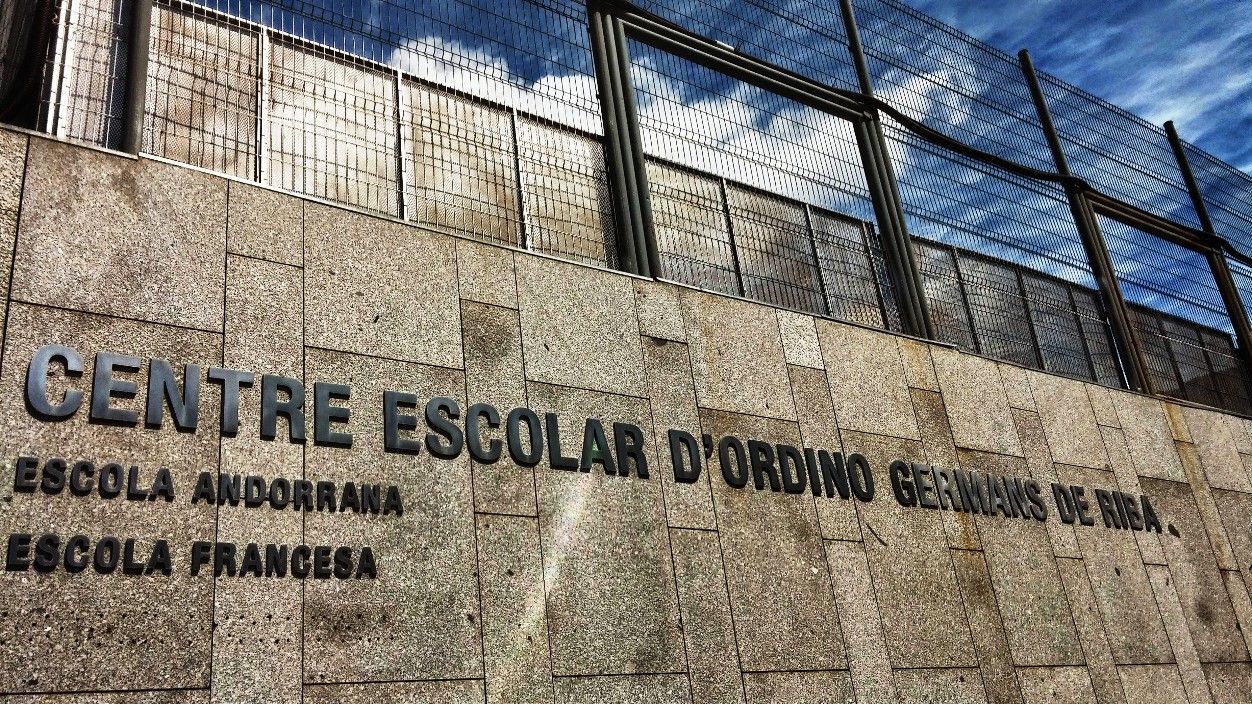 CENTRE ESCOLAR D'ORDINO GERMANS DE RIBA
ESCOLA ANDORRANA
ESCOLA FRANCESA